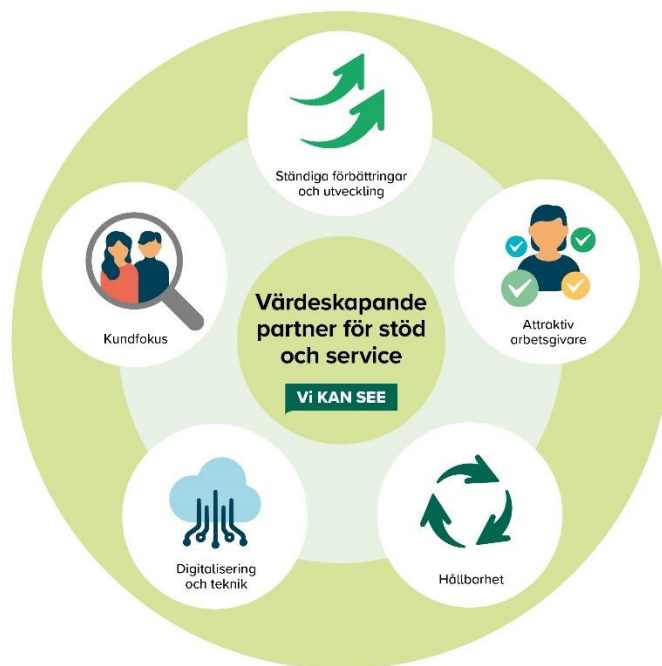 Ständiga förbättringar
och utveckling
Kundfokus
Attraktiv
arbetsgivare
Värdeskapande
partner för stöd
och service
Vi KAN SEE
Digitalisering
och teknik
Hållbarhet